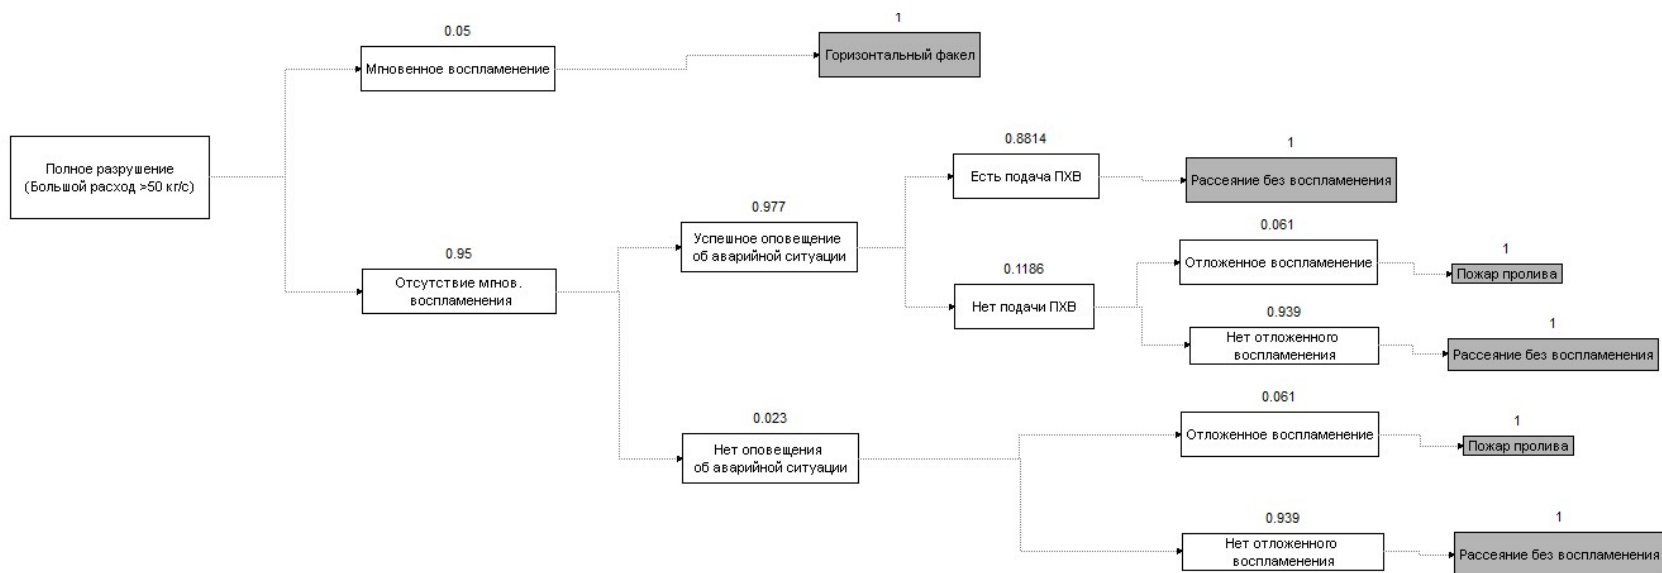 0.05
Мгновенное воспламенение
1
Горизонтальный факел
Полное разрушение
(Большой расход >50 кг/с)
0.95
Отсутствие мгнов.
воспламенения
0.977
Успешное оповещение
об аварийной ситуации
0.8814
Есть подача ПХВ
1
Рассеяние без воспламенения
0.1186
Нет подачи ПХВ
0.061
Отложенное воспламенение
1
Пожар пролива
0.939
Нет отложенного
воспламенения
1
Рассеяние без воспламенения
0.023
Нет оповещения
об аварийной ситуации
0.061
Отложенное воспламенение
1
Пожар пролива
0.939
Нет отложенного
воспламенения
1
Рассеяние без воспламенения